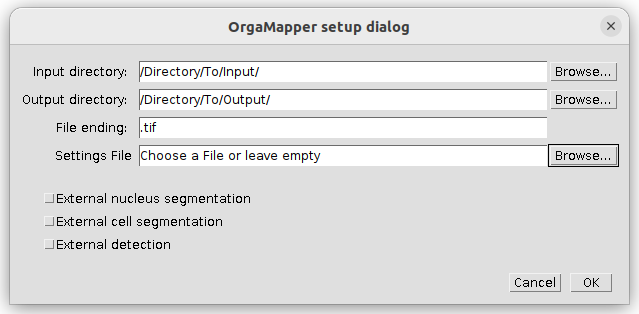 OrgaMapper setup dialog
Input directory: /Directory/To/Input/ Browse...
Output directory: /Directory/To/Output/ Browse...
File ending: .tif
Settings File Choose a File or leave empty Browse...
External nucleus segmentation
External cell segmentation
External detection
Cancel OK